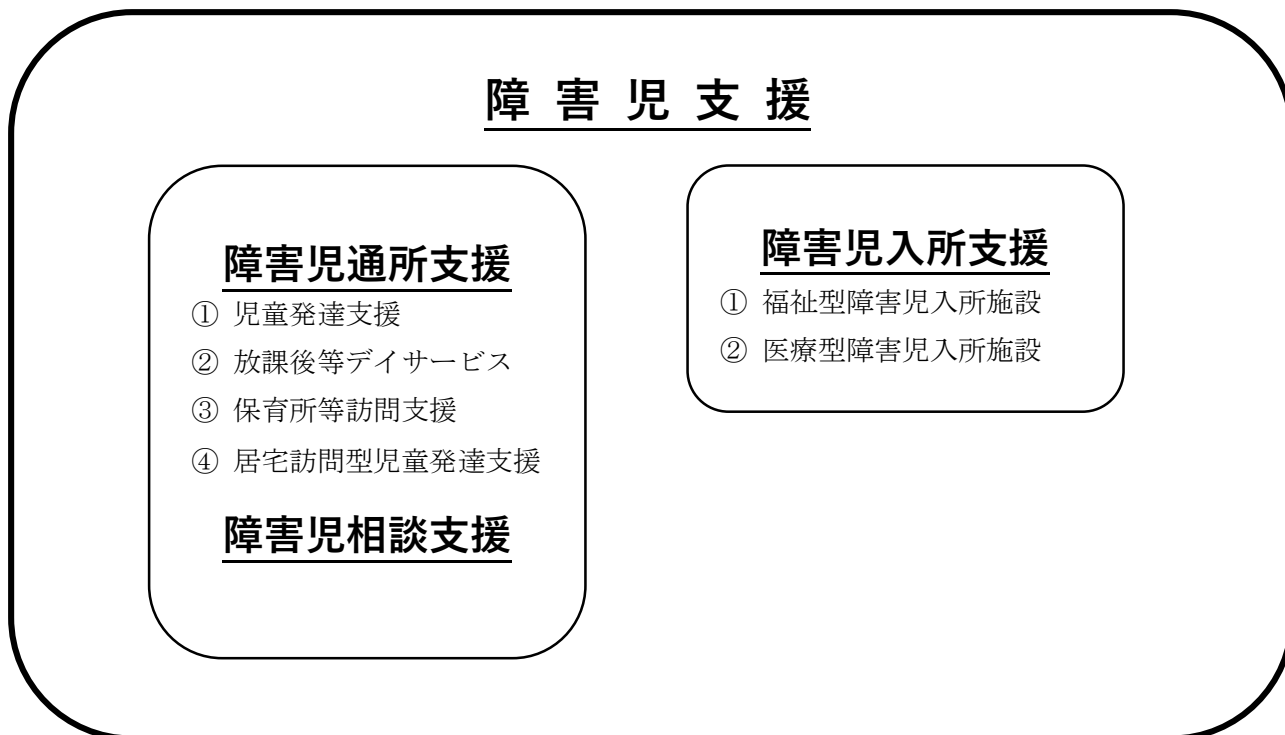 障 害 児 支 援
障害児通所支援
① 児童発達支援
② 放課後等デイサービス
③ 保育所等訪問支援
④ 居宅訪問型児童発達支援
障害児相談支援
障害児入所支援
① 福祉型障害児入所施設
② 医療型障害児入所施設